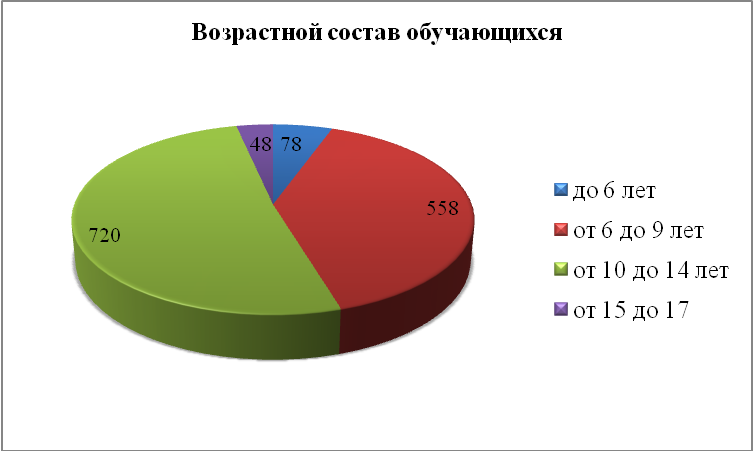 Возрастной состав обучающихся
48 78
558
720
до 6 лет
от 6 до 9 лет
от 10 до 14 лет
от 15 до 17